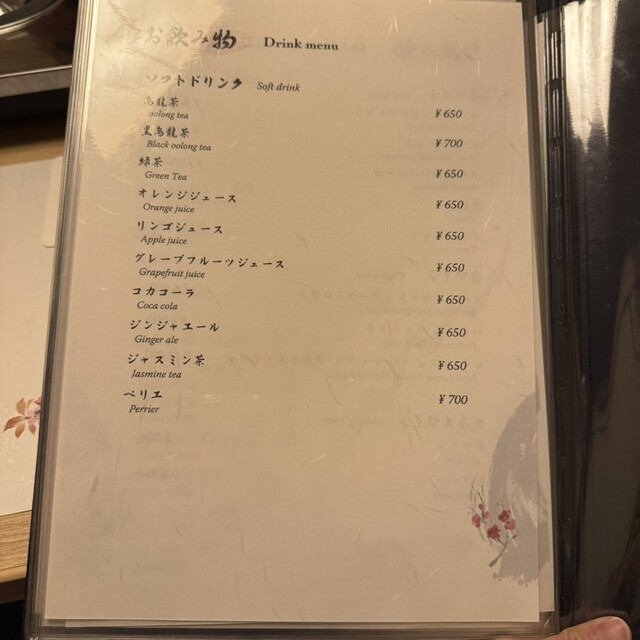 お飲み物 Drink menu
ソフトドリンク Soft drink
烏龍茶
oolong tea ¥650
黒烏龍茶
Black oolong tea ¥700
緑茶
Green Tea ¥650
オレンジジュース
Orange juice ¥650
リンゴジュース
Apple juice ¥650
グレープフルーツジュース
Grapefruit juice ¥650
コカコーラ
Coca cola ¥650
ジンジャエール
Ginger ale ¥650
ジャスミン茶
Jasmine tea ¥650
ペリエ
Perrier ¥700